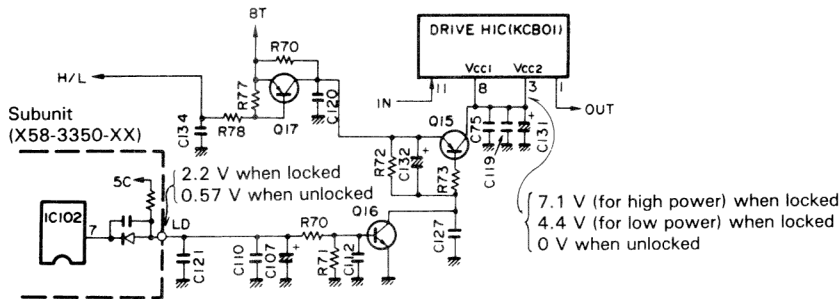 8T
R70
DRIVE HIC(KCB01)
H/L
R77
Vcc1
Vcc2
C120
11
8
3
1
IN
OUT
C134
R78
Q17
Q15
Subunit
(X58-3350-XX)
C75
C119
C131
R72
C132
R73
5C
2.2 V when locked
0.57 V when unlocked
IC102
7
LD
Q16
7.1 V (for high power) when locked
4.4 V (for low power) when locked
0 V when unlocked
R70
C127
C121
C110
C107
R71
C112
+
+
+